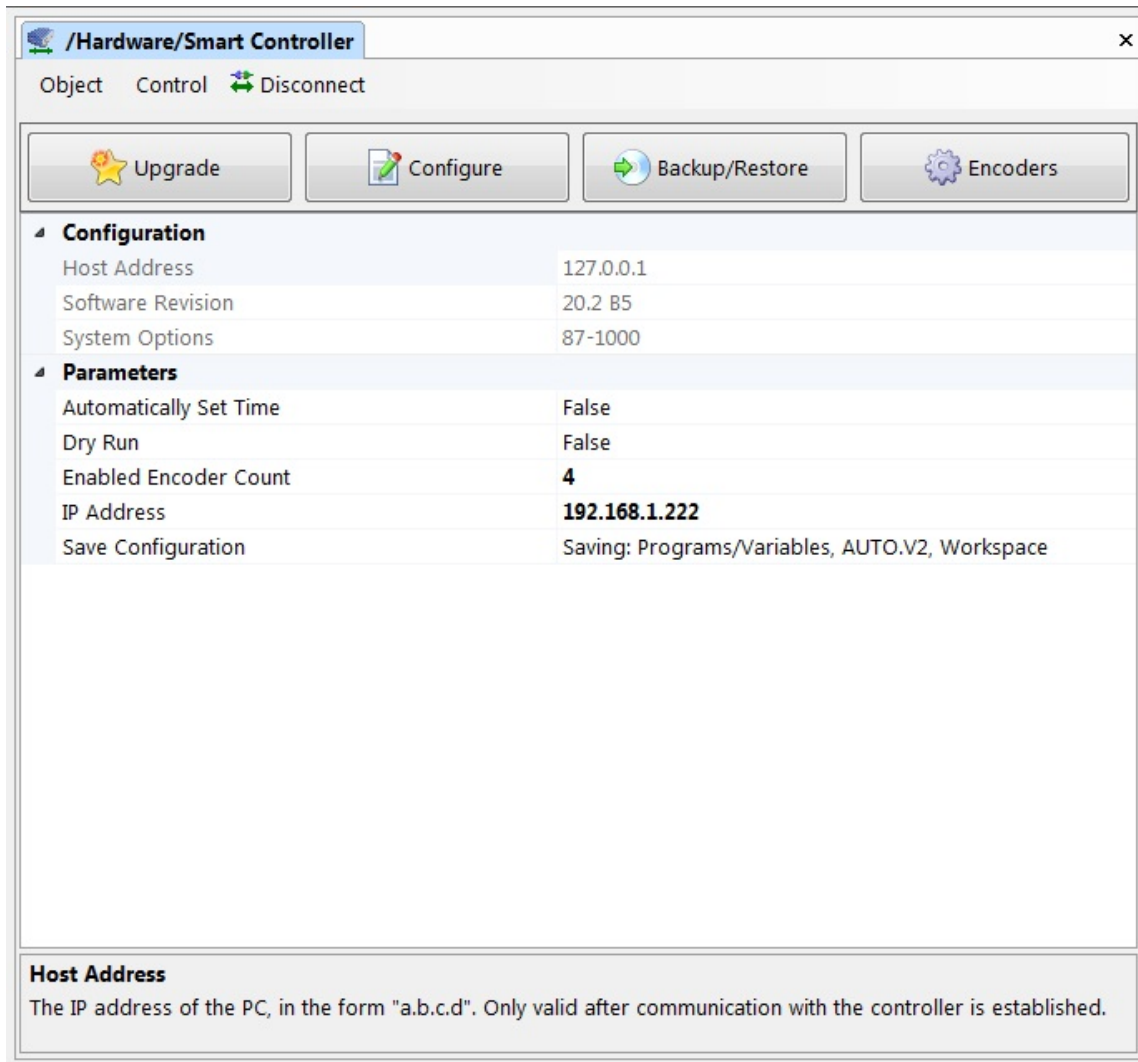 /Hardware/Smart Controller
Object Control Disconnect
Upgrade Configure Backup/Restore Encoders
Configuration
Host Address 127.0.0.1
Software Revision 20.2 B5
System Options 87-1000
Parameters
Automatically Set Time False
Dry Run False
Enabled Encoder Count 4
IP Address 192.168.1.222
Save Configuration Saving: Programs/Variables, AUTO.V2, Workspace
Host Address
The IP address of the PC, in the form "a.b.c.d". Only valid after communication with the controller is established.